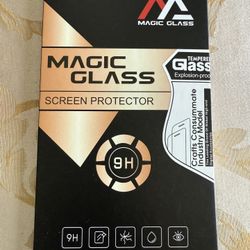 MAGIC GLASS
TEMPERED
Glass
Explosion-proof
MAGIC
GLASS
SCREEN PROTECTOR
Crafts Consummate
Industry Model
9H
9H